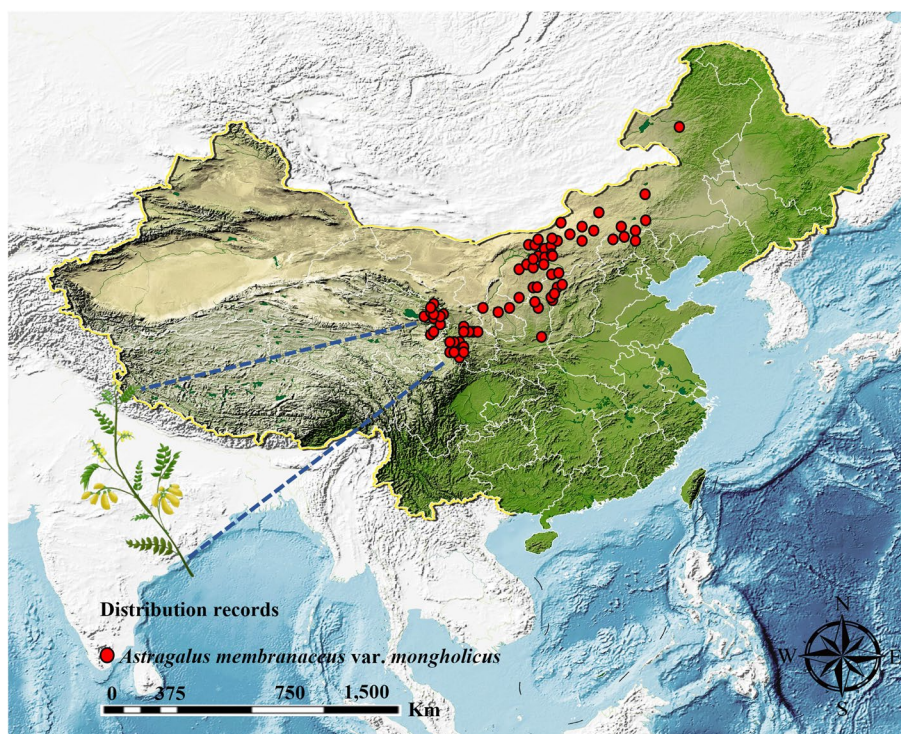 Distribution records
Astragalus membranaceus var. mongholicus
0 375 750 1,500
Km
N
W E
S